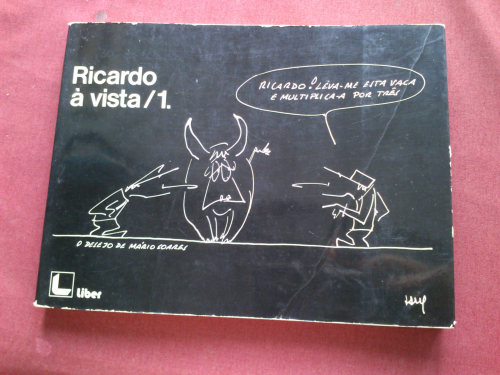 Ricardo
à vista/1.
RICARDO! LEVA-ME ESTA VACA
E MULTIPLICA-A POR TRÊS
O DESEJO DE MÁRIO SOARES
Liber